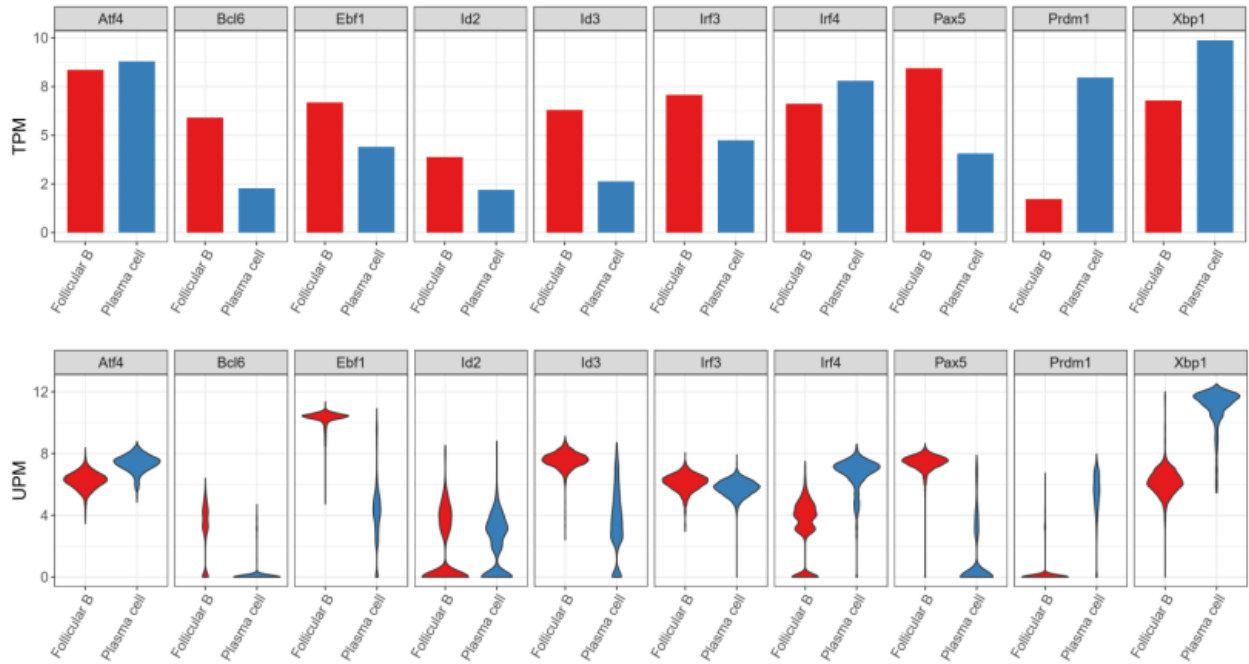 Atf4 Bcl6 Ebf1 Id2 Id3 Irf3 Irf4 Pax5 Prdm1 Xbp1
TPM
10
8
5
2
0
Follicular B Plasma cell Follicular B Plasma cell Follicular B Plasma cell Follicular B Plasma cell Follicular B Plasma cell Follicular B Plasma cell Follicular B Plasma cell Follicular B Plasma cell Follicular B Plasma cell Follicular B Plasma cell
Atf4 Bcl6 Ebf1 Id2 Id3 Irf3 Irf4 Pax5 Prdm1 Xbp1
UPM
12
8
4
0
Follicular B Plasma cell Follicular B Plasma cell Follicular B Plasma cell Follicular B Plasma cell Follicular B Plasma cell Follicular B Plasma cell Follicular B Plasma cell Follicular B Plasma cell Follicular B Plasma cell Follicular B Plasma cell